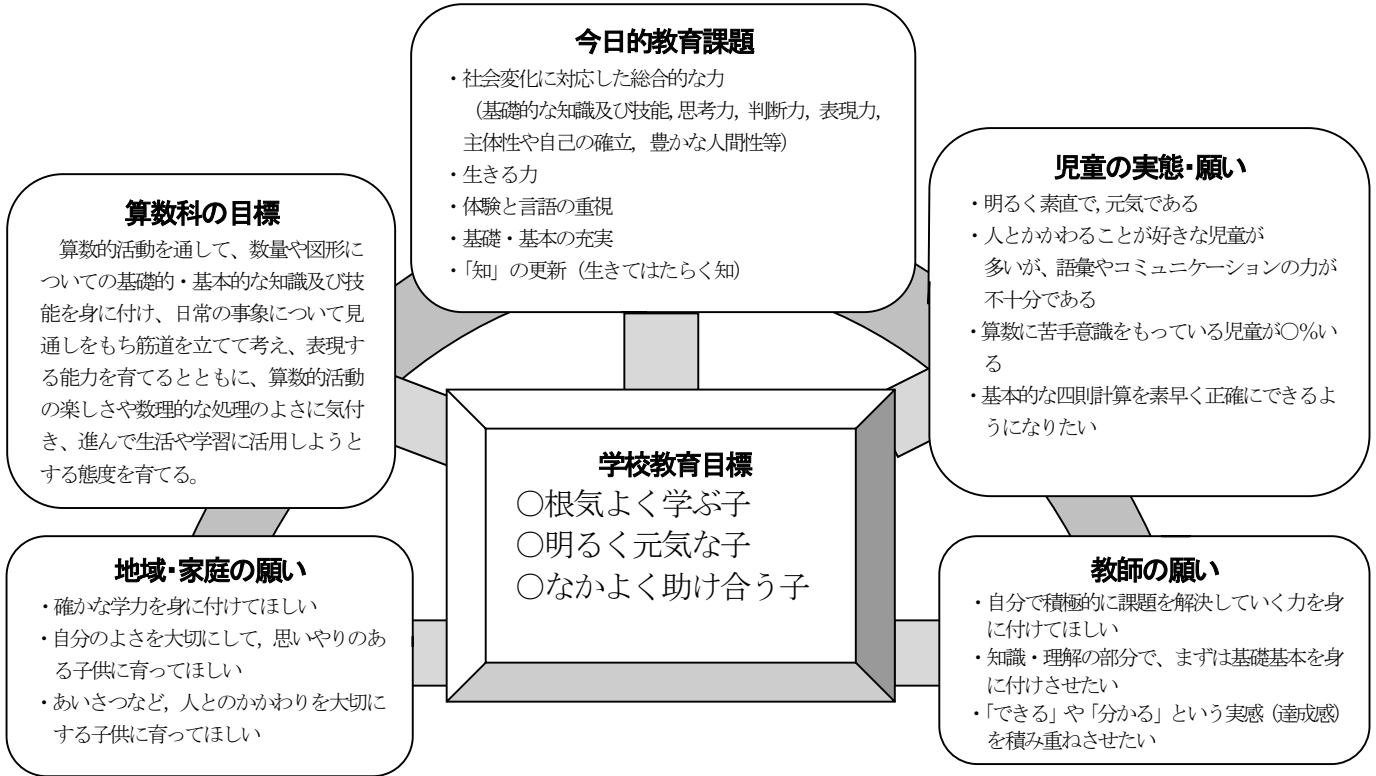 今日的教育課題
・社会変化に対応した総合的な力
（基礎的な知識及び技能, 思考力, 判断力, 表現力,
主体性や自己の確立, 豊かな人間性等）
・生きる力
・体験と言語の重視
・基礎・基本の充実
・「知」の更新（生きてはたらく知）
算数科の目標
算数的活動を通して、数量や図形に
ついての基礎的・基本的な知識及び技
能を身に付け、日常の事象について見
通しをもち筋道を立てて考え、表現す
る能力を育てるとともに、算数的活動
の楽しさや数理的な処理のよさに気付
き、進んで生活や学習に活用しようと
する態度を育てる。
児童の実態・願い
・明るく素直で, 元気である
・人とかかわることが好きな児童が
多いが、語彙やコミュニケーションの力が
不十分である
・算数に苦手意識をもっている児童が○%い
る
・基本的な四則計算を素早く正確にできるよ
うになりたい
学校教育目標
○根気よく学ぶ子
○明るく元気な子
○なかよく助け合う子
地域・家庭の願い
・確かな学力を身に付けてほしい
・自分のよさを大切にして, 思いやりのあ
る子供に育ってほしい
・あいさつなど, 人とのかかわりを大切に
する子供に育ってほしい
教師の願い
・自分で積極的に課題を解決していく力を身
に付けてほしい
・知識・理解の部分で、まずは基礎基本を身
に付けさせたい
・「できる」や「分かる」という実感（達成感）
を積み重ねさせたい